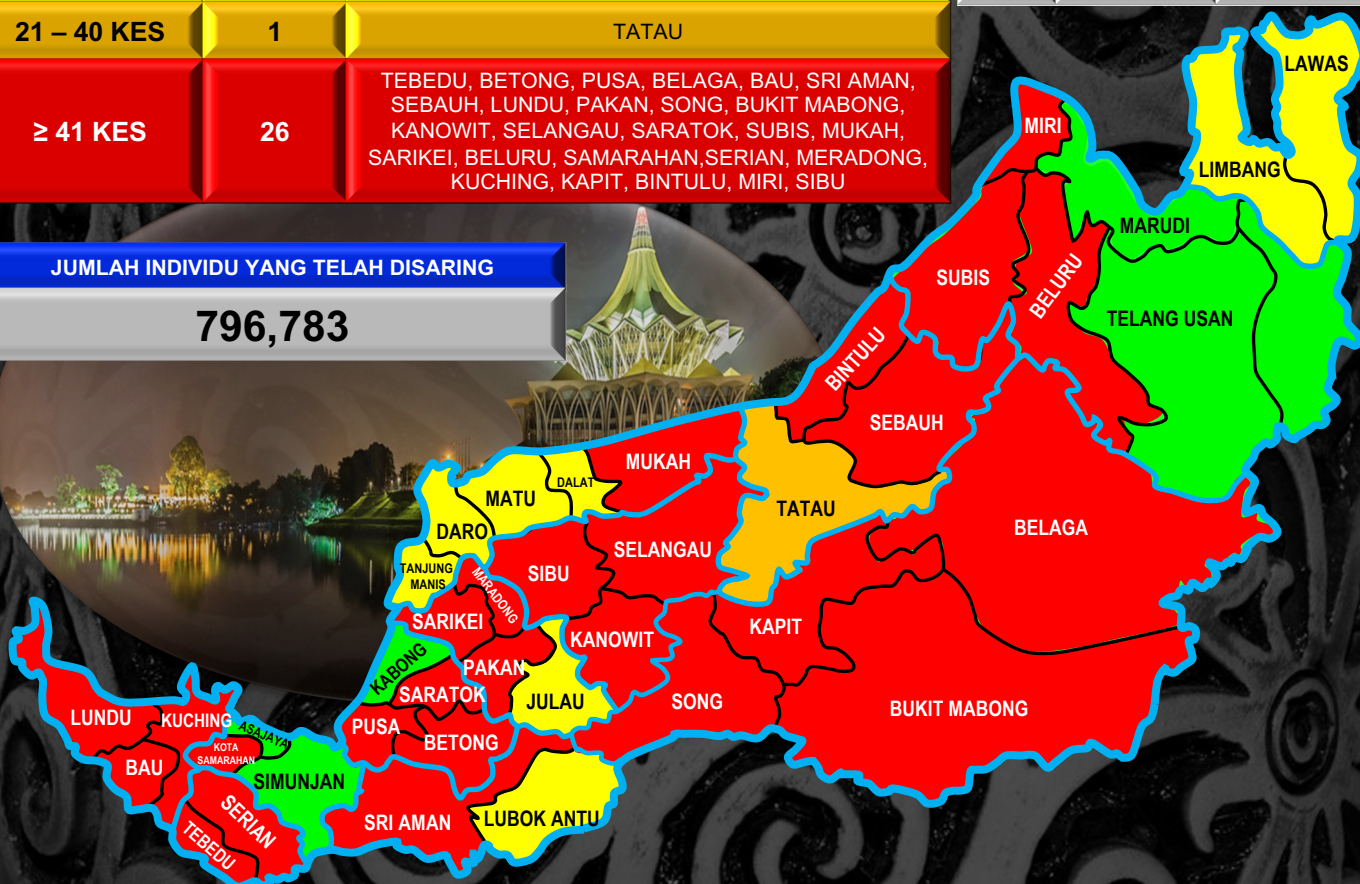 21 – 40 KES
1
TATAU
≥ 41 KES
26
TEBEDU, BETONG, PUSA, BELAGA, BAU, SRI AMAN,
SEBAUH, LUNDU, PAKAN, SONG, BUKIT MABONG,
KANOWIT, SELANGAU, SARATOK, SUBIS, MUKAH,
SARIKEI, BELURU, SAMARAHAN,SERIAN, MERADONG,
KUCHING, KAPIT, BINTULU, MIRI, SIBU
JUMLAH INDIVIDU YANG TELAH DISARING
796,783
LAWAS
MIRI
LIMBANG
MARUDI
SUBIS
BELURU
TELANG USAN
BINTULU
SEBAUH
MUKAH
DALAT
MATU
TATAU
DARO
BELAGA
SELANGAU
TANJUNG
MANIS
SIBU
MARADONG
SARIKEI
KAPIT
KANOWIT
KABONG
PAKAN
SARATOK
JULAU
SONG
BUKIT MABONG
LUNDU
KUCHING
PUSA
ASAJAYA
BETONG
KOTA
SAMARAHAN
BAU
SIMUNJAN
SERIAN
SRI AMAN
LUBOK ANTU
TEBEDU